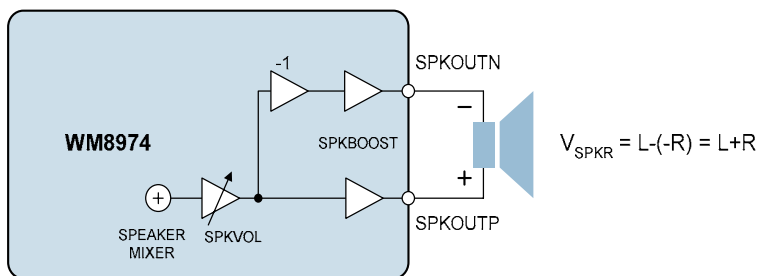 -1
SPKOUTN
WM8974
SPKBOOST
−
V_SPKR = L-(-R) = L+R
+
+
SPEAKER
MIXER
SPKVOL
SPKOUTP